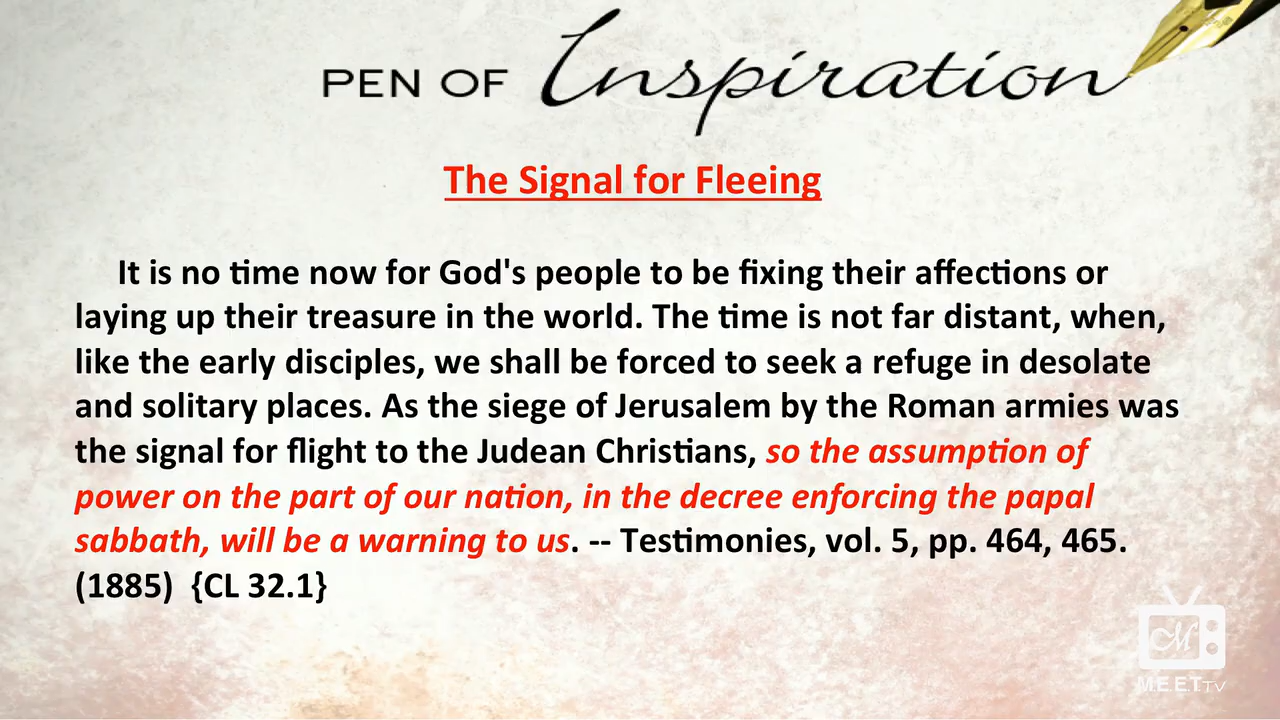 PEN OF Inspiration
The Signal for Fleeing
It is no time now for God's people to be fixing their affections or
laying up their treasure in the world. The time is not far distant, when,
like the early disciples, we shall be forced to seek a refuge in desolate
and solitary places. As the siege of Jerusalem by the Roman armies was
the signal for flight to the Judean Christians, so the assumption of
power on the part of our nation, in the decree enforcing the papal
sabbath, will be a warning to us. -- Testimonies, vol. 5, pp. 464, 465.
(1885)  {CL 32.1}
M
M.E.E.T. TV